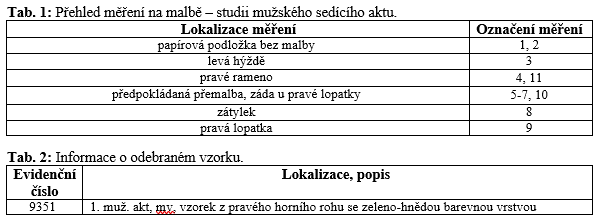 Tab. 1: Přehled měření na malbě – studii mužského sedícího aktu.
Lokalizace měření Označení měření
papírová podložka bez malby 1, 2
levá hýždě 3
pravé rameno 4, 11
předpokládaná přemalba, záda u pravé lopatky 5-7, 10
zátylek 8
pravá lopatka 9
Tab. 2: Informace o odebraném vzorku.
Evidenční číslo Lokalizace, popis
9351 1. muž. akt, my, vzorek z pravého horního rohu se zeleno-hnědou barevnou vrstvou